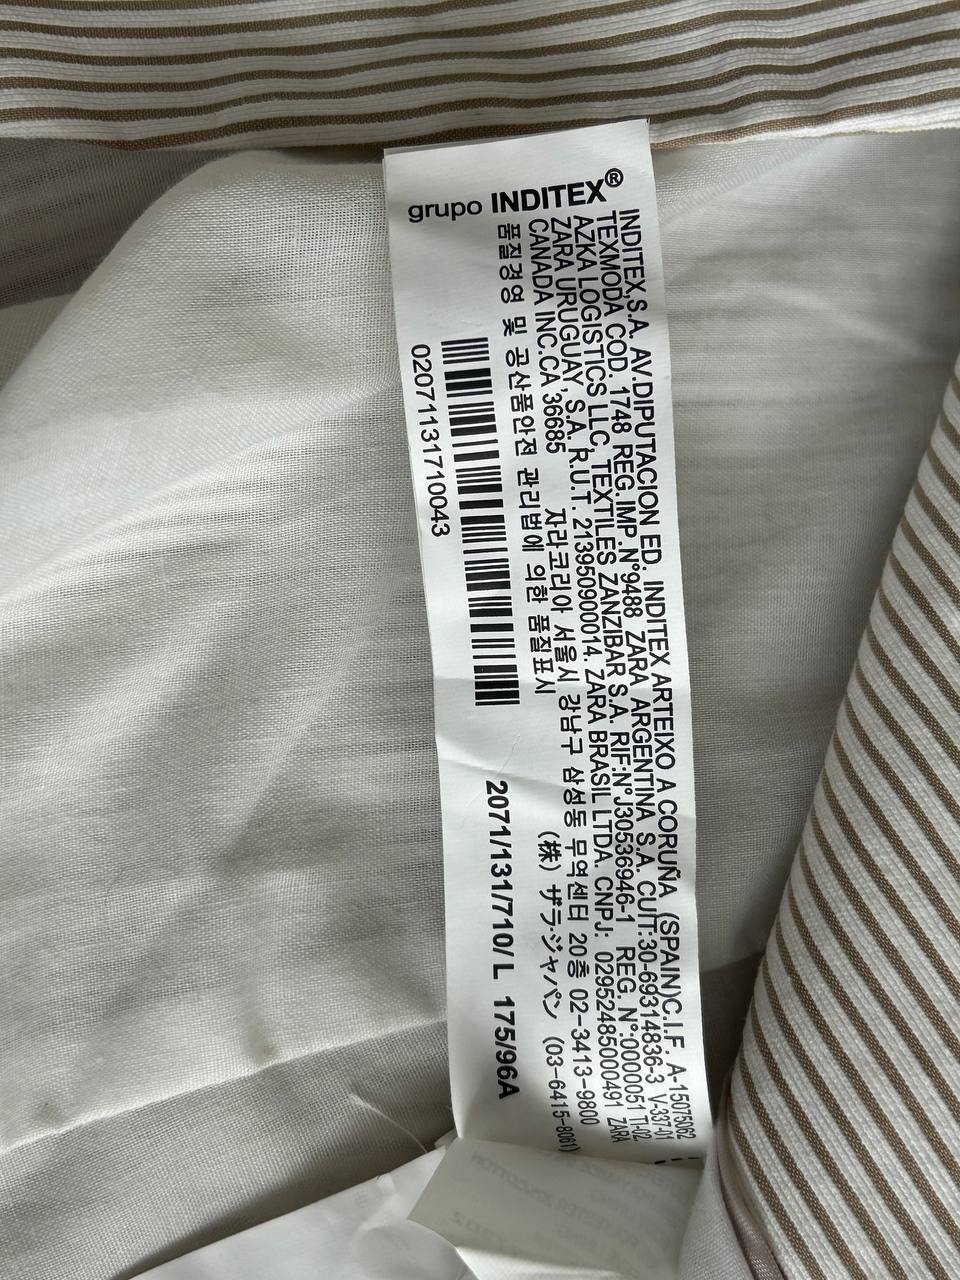 grupo INDITEX®
INDITEX,S.A. AV.DIPUTACION ED. INDITEX ARTEIXO A CORUÑA (SPAIN)C.I.F. A-15075062
TEXMODA COD. 1748 REG.IMP.N°9488 ZARA ARGENTINA S.A. CUIT:30-69314836-3 V-337-01
AZKA LOGISTICS LLC, TEXTILES ZANZIBAR S.A. RIF:N°J30536946-1 REG. N°:0000051 TI-02
ZARA URUGUAY, S.A. R.U.T. 213950900014. ZARA BRASIL LTDA. CNPJ: 02952485000491 ZARA
CANADA INC.CA 36685 자라코리아 서울시 강남구 삼성동 무역센터 20층 02-3413-9800
품질경영 및 공산품안전 관리법에 의한 품질표시 (株) ザラ·ジャパン (03-6415-8061)
02071131710043
2071/131/710/ L 175/96A